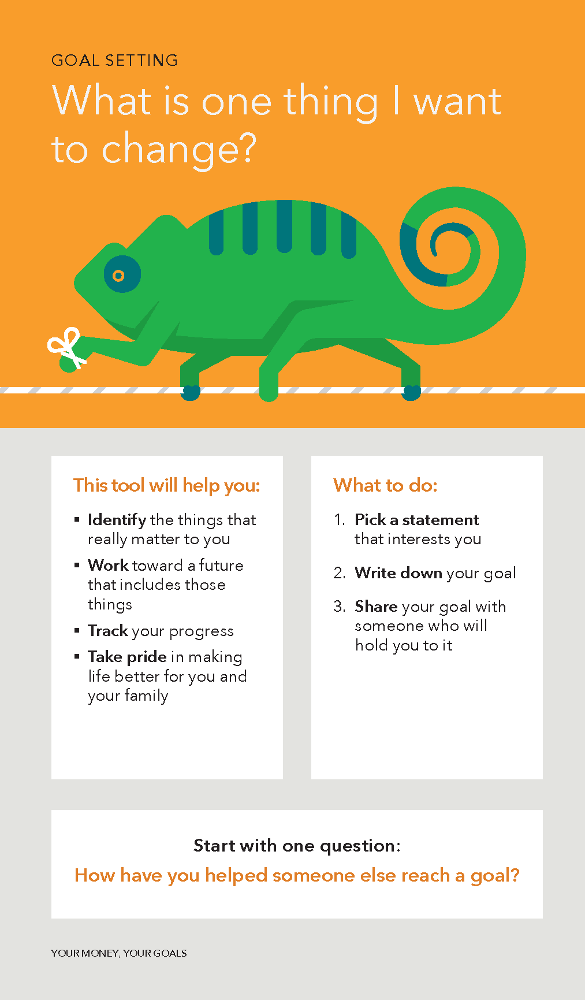 GOAL SETTING
What is one thing I want
to change?
This tool will help you:
▪ Identify the things that
really matter to you
▪ Work toward a future
that includes those
things
▪ Track your progress
▪ Take pride in making
life better for you and
your family
What to do:
1. Pick a statement
that interests you
2. Write down your goal
3. Share your goal with
someone who will
hold you to it
Start with one question:
How have you helped someone else reach a goal?
YOUR MONEY, YOUR GOALS